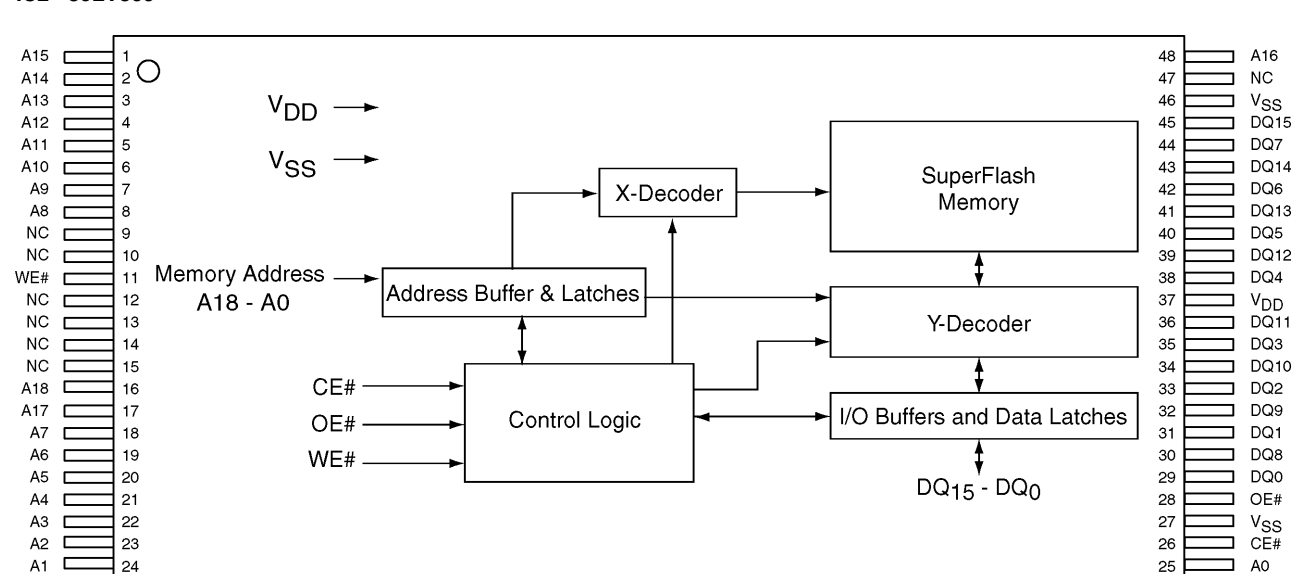 A15 1
A14 2
A13 3
A12 4
A11 5
A10 6
A9 7
A8 8
NC 9
NC 10
WE# 11
NC 12
NC 13
NC 14
NC 15
A18 16
A17 17
A7 18
A6 19
A5 20
A4 21
A3 22
A2 23
A1 24
VDD
VSS
Memory Address
A18 - A0
CE#
OE#
WE#
X-Decoder
Address Buffer & Latches
Control Logic
SuperFlash
Memory
Y-Decoder
I/O Buffers and Data Latches
DQ15 - DQ0
48 A16
47 NC
46 VSS
45 DQ15
44 DQ7
43 DQ14
42 DQ6
41 DQ13
40 DQ5
39 DQ12
38 DQ4
37 VDD
36 DQ11
35 DQ3
34 DQ10
33 DQ2
32 DQ9
31 DQ1
30 DQ8
29 DQ0
28 OE#
27 VSS
26 CE#
25 A0